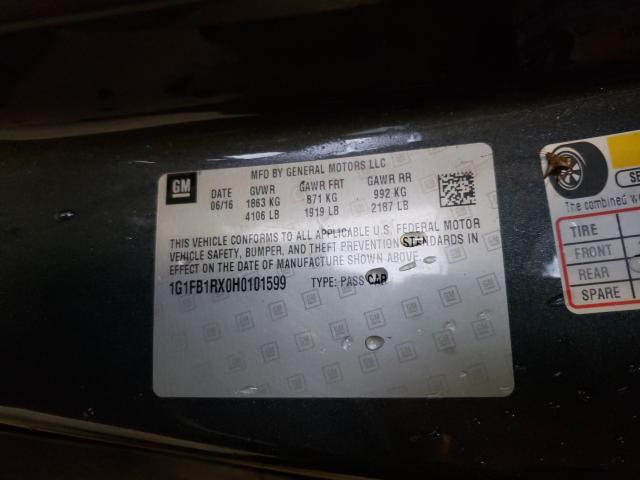 GM
MFD BY GENERAL MOTORS LLC
DATE GVWR GAWR FRT GAWR RR
06/16 1863 KG 871 KG 992 KG
4106 LB 1919 LB 2187 LB
THIS VEHICLE CONFORMS TO ALL APPLICABLE U.S. FEDERAL MOTOR
VEHICLE SAFETY, BUMPER, AND THEFT PREVENTION STANDARDS IN
EFFECT ON THE DATE OF MANUFACTURE SHOWN ABOVE.
1G1FB1RX0H0101599 TYPE: PASS CAR
The combined
TIRE
FRONT
REAR
SPARE